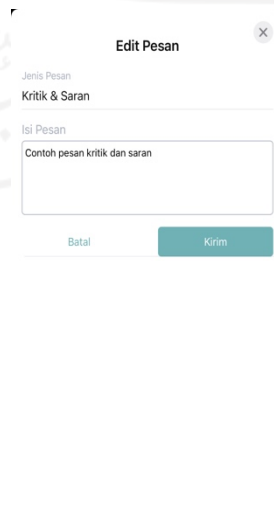 Edit Pesan
Jenis Pesan
Kritik & Saran
Isi Pesan
Contoh pesan kritik dan saran
Batal
Kirim